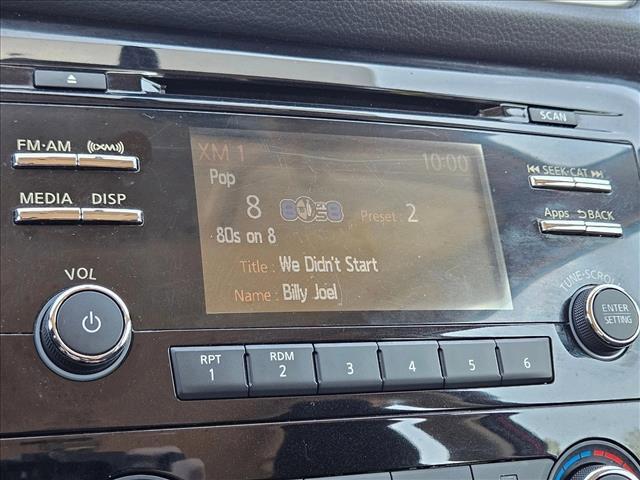 SCAN
FM·AM ((XM))
XM 1 10:00
Pop
SEEK·CAT
MEDIA DISP
8 Preset : 2
Apps BACK
80s on 8
Title : We Didn't Start
Name : Billy Joel
VOL
TUNE·SCROLL
ENTER
SETTING
RPT
1
RDM
2
3
4
5
6